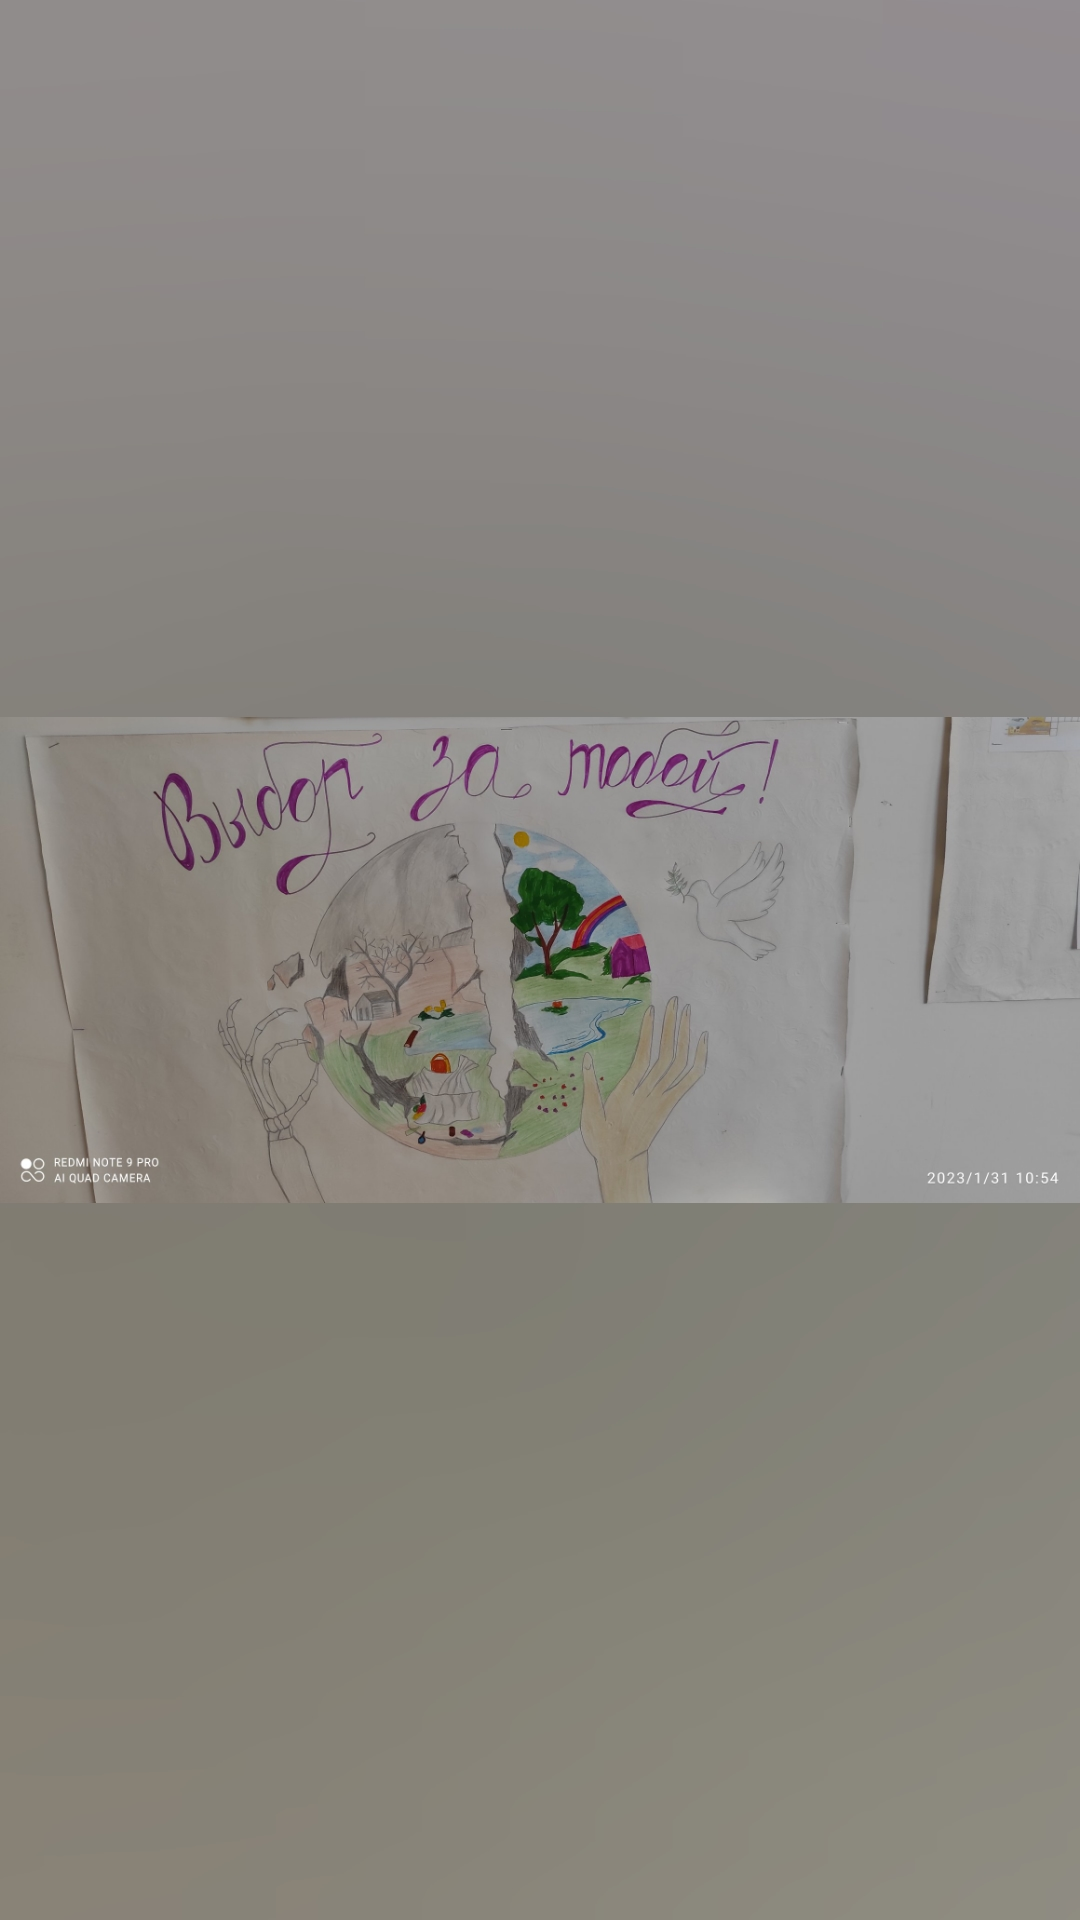 Выбор за тобой!
REDMI NOTE 9 PRO
AI QUAD CAMERA
2023/1/31 10:54